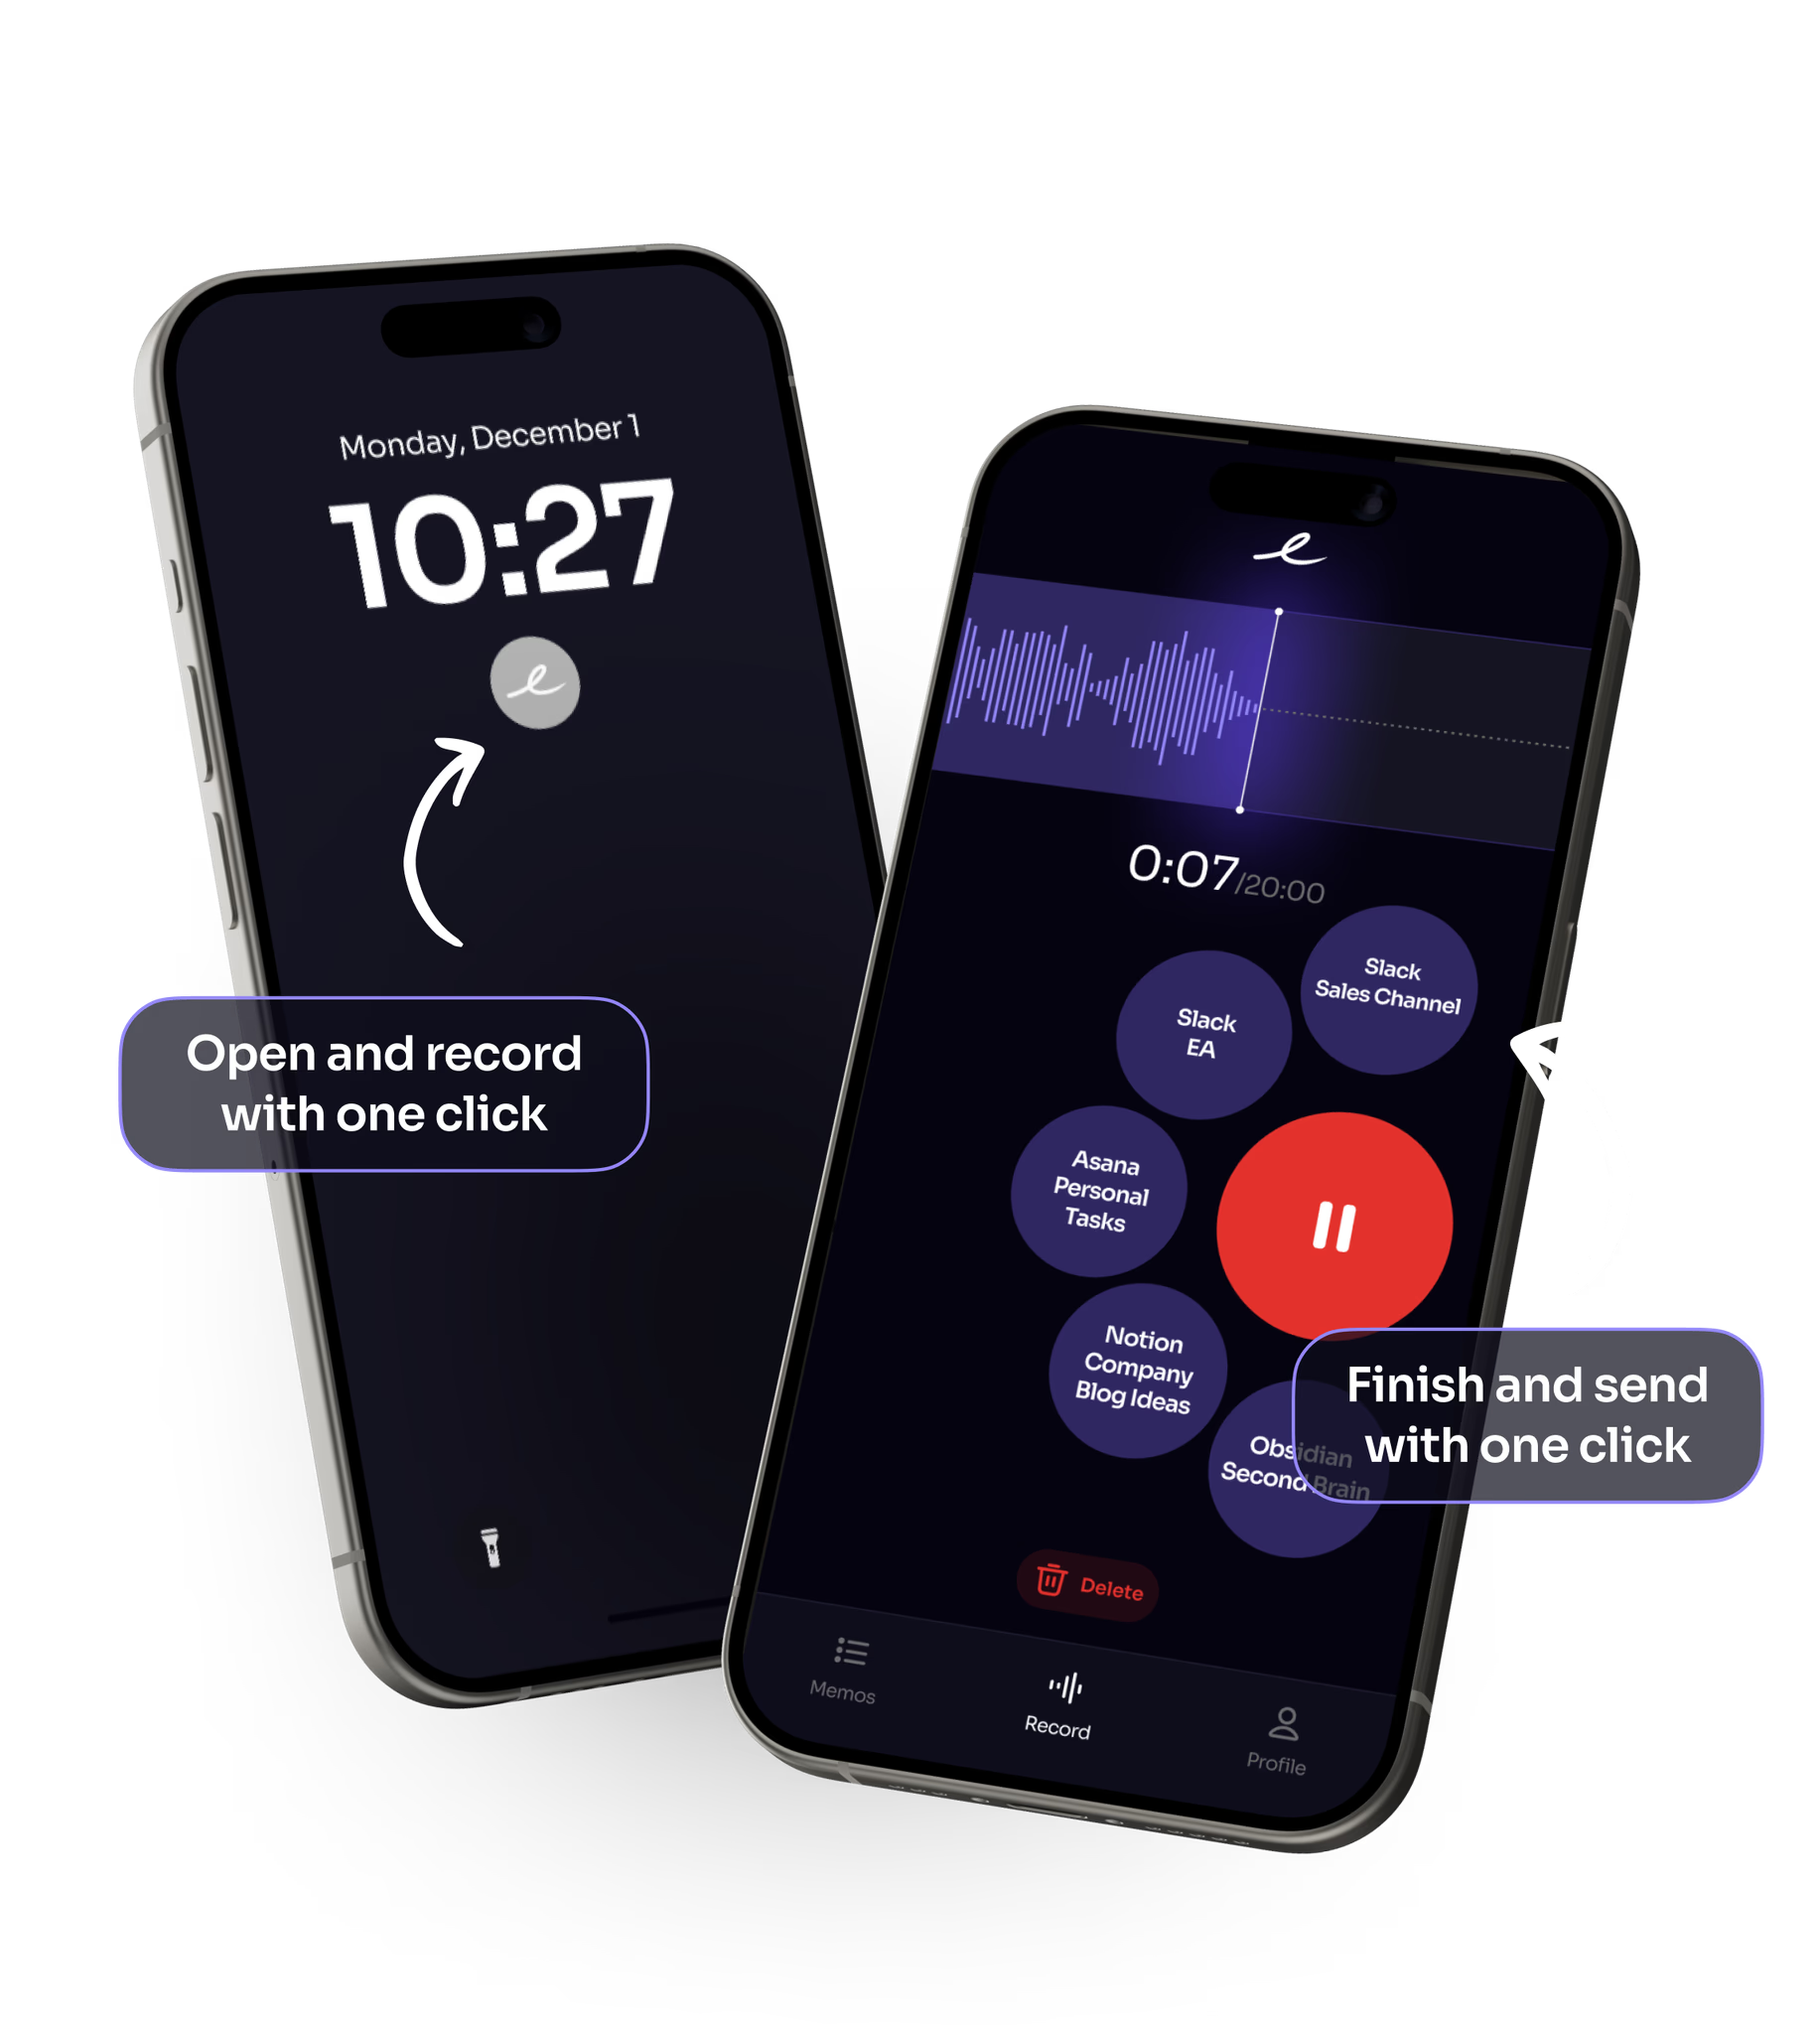 Monday, December 1
10:27
Open and record
with one click
0:07/20:00
Slack
Sales Channel
Slack
EA
Asana
Personal
Tasks
Notion
Company
Blog Ideas
Obsidian
Second Brain
Finish and send
with one click
Delete
Memos
Record
Profile